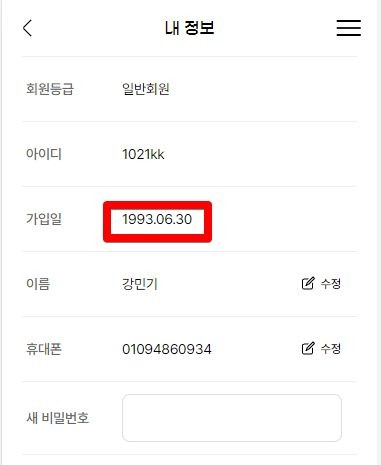 내 정보
회원등급 일반회원
아이디 1021kk
가입일 1993.06.30
이름 강민기 수정
휴대폰 01094860934 수정
새 비밀번호